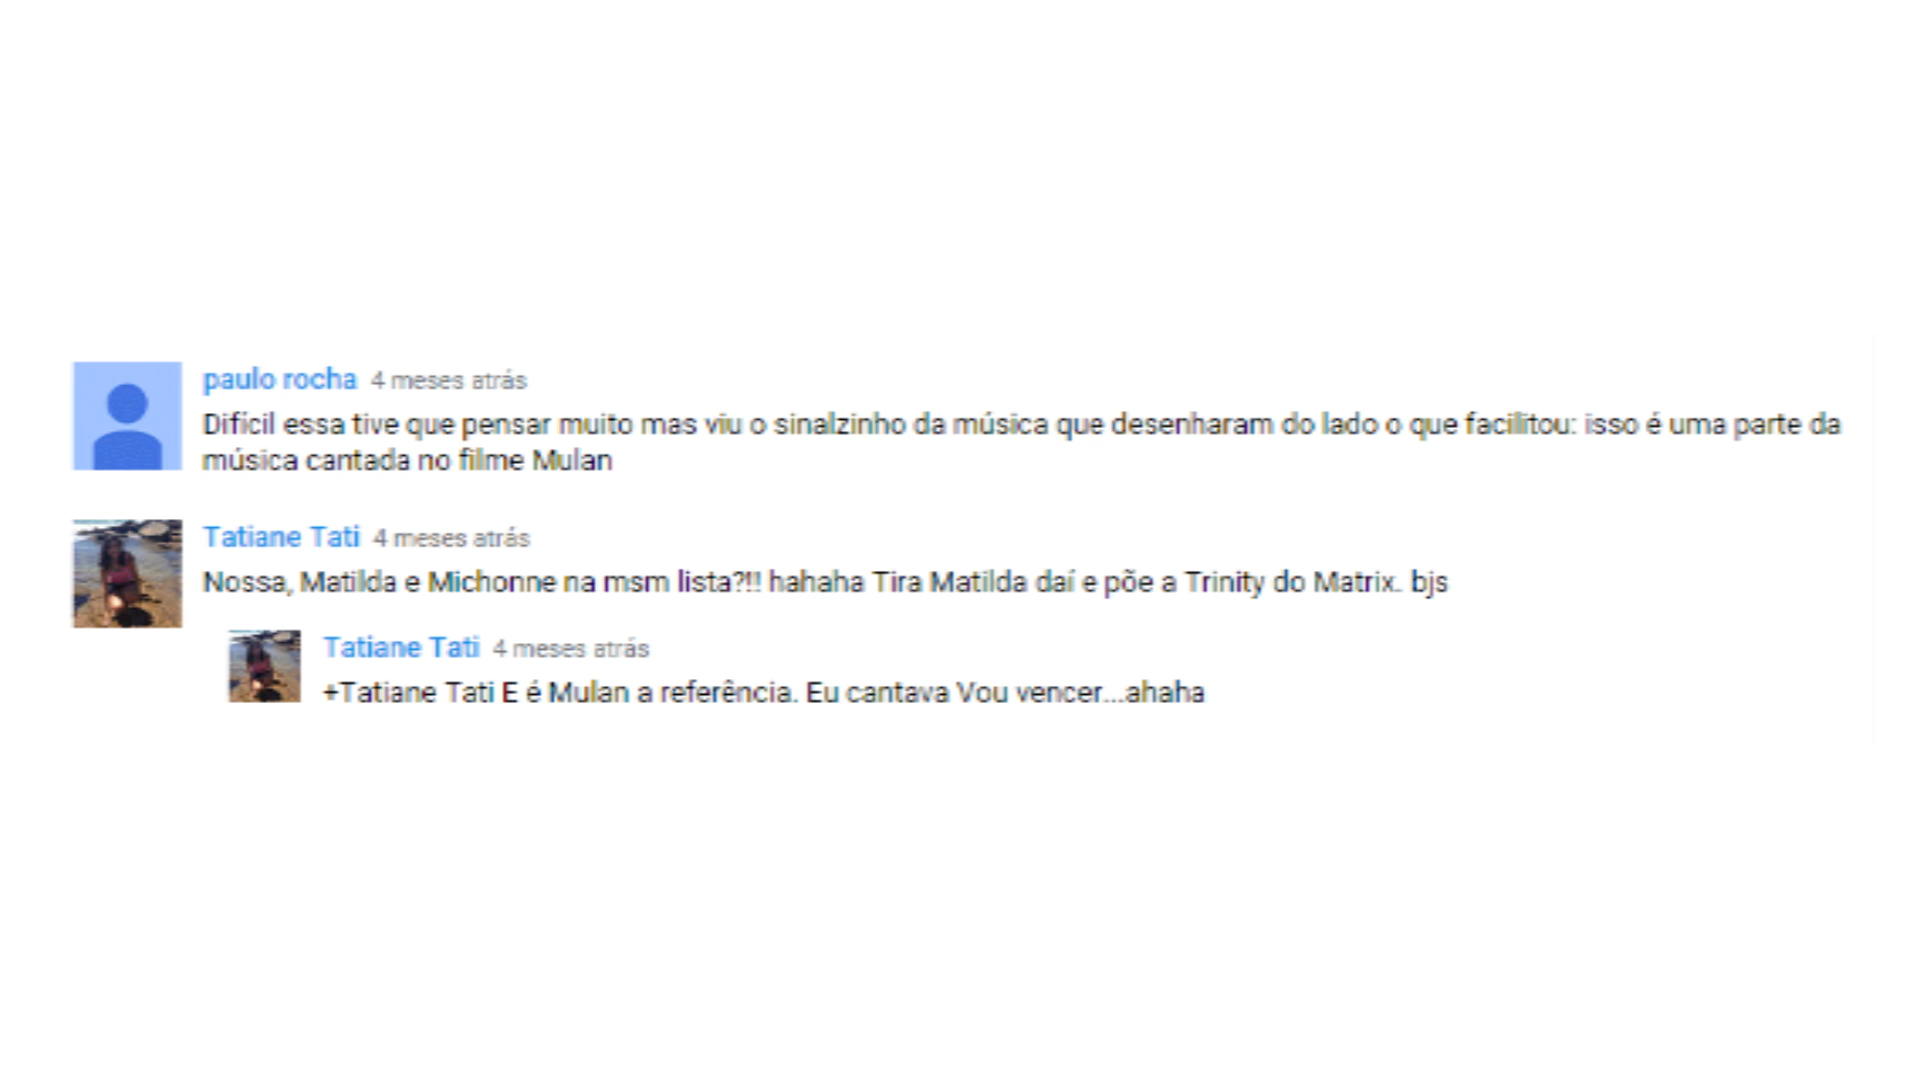 paulo rocha 4 meses atrás
Difícil essa tive que pensar muito mas viu o sinalzinho da música que desenharam do lado o que facilitou: isso é uma parte da
música cantada no filme Mulan
Tatiane Tati 4 meses atrás
Nossa, Matilda e Michonne na msm lista?!! hahaha Tira Matilda daí e põe a Trinity do Matrix. bjs
Tatiane Tati 4 meses atrás
+Tatiane Tati E é Mulan a referência. Eu cantava Vou vencer...ahaha